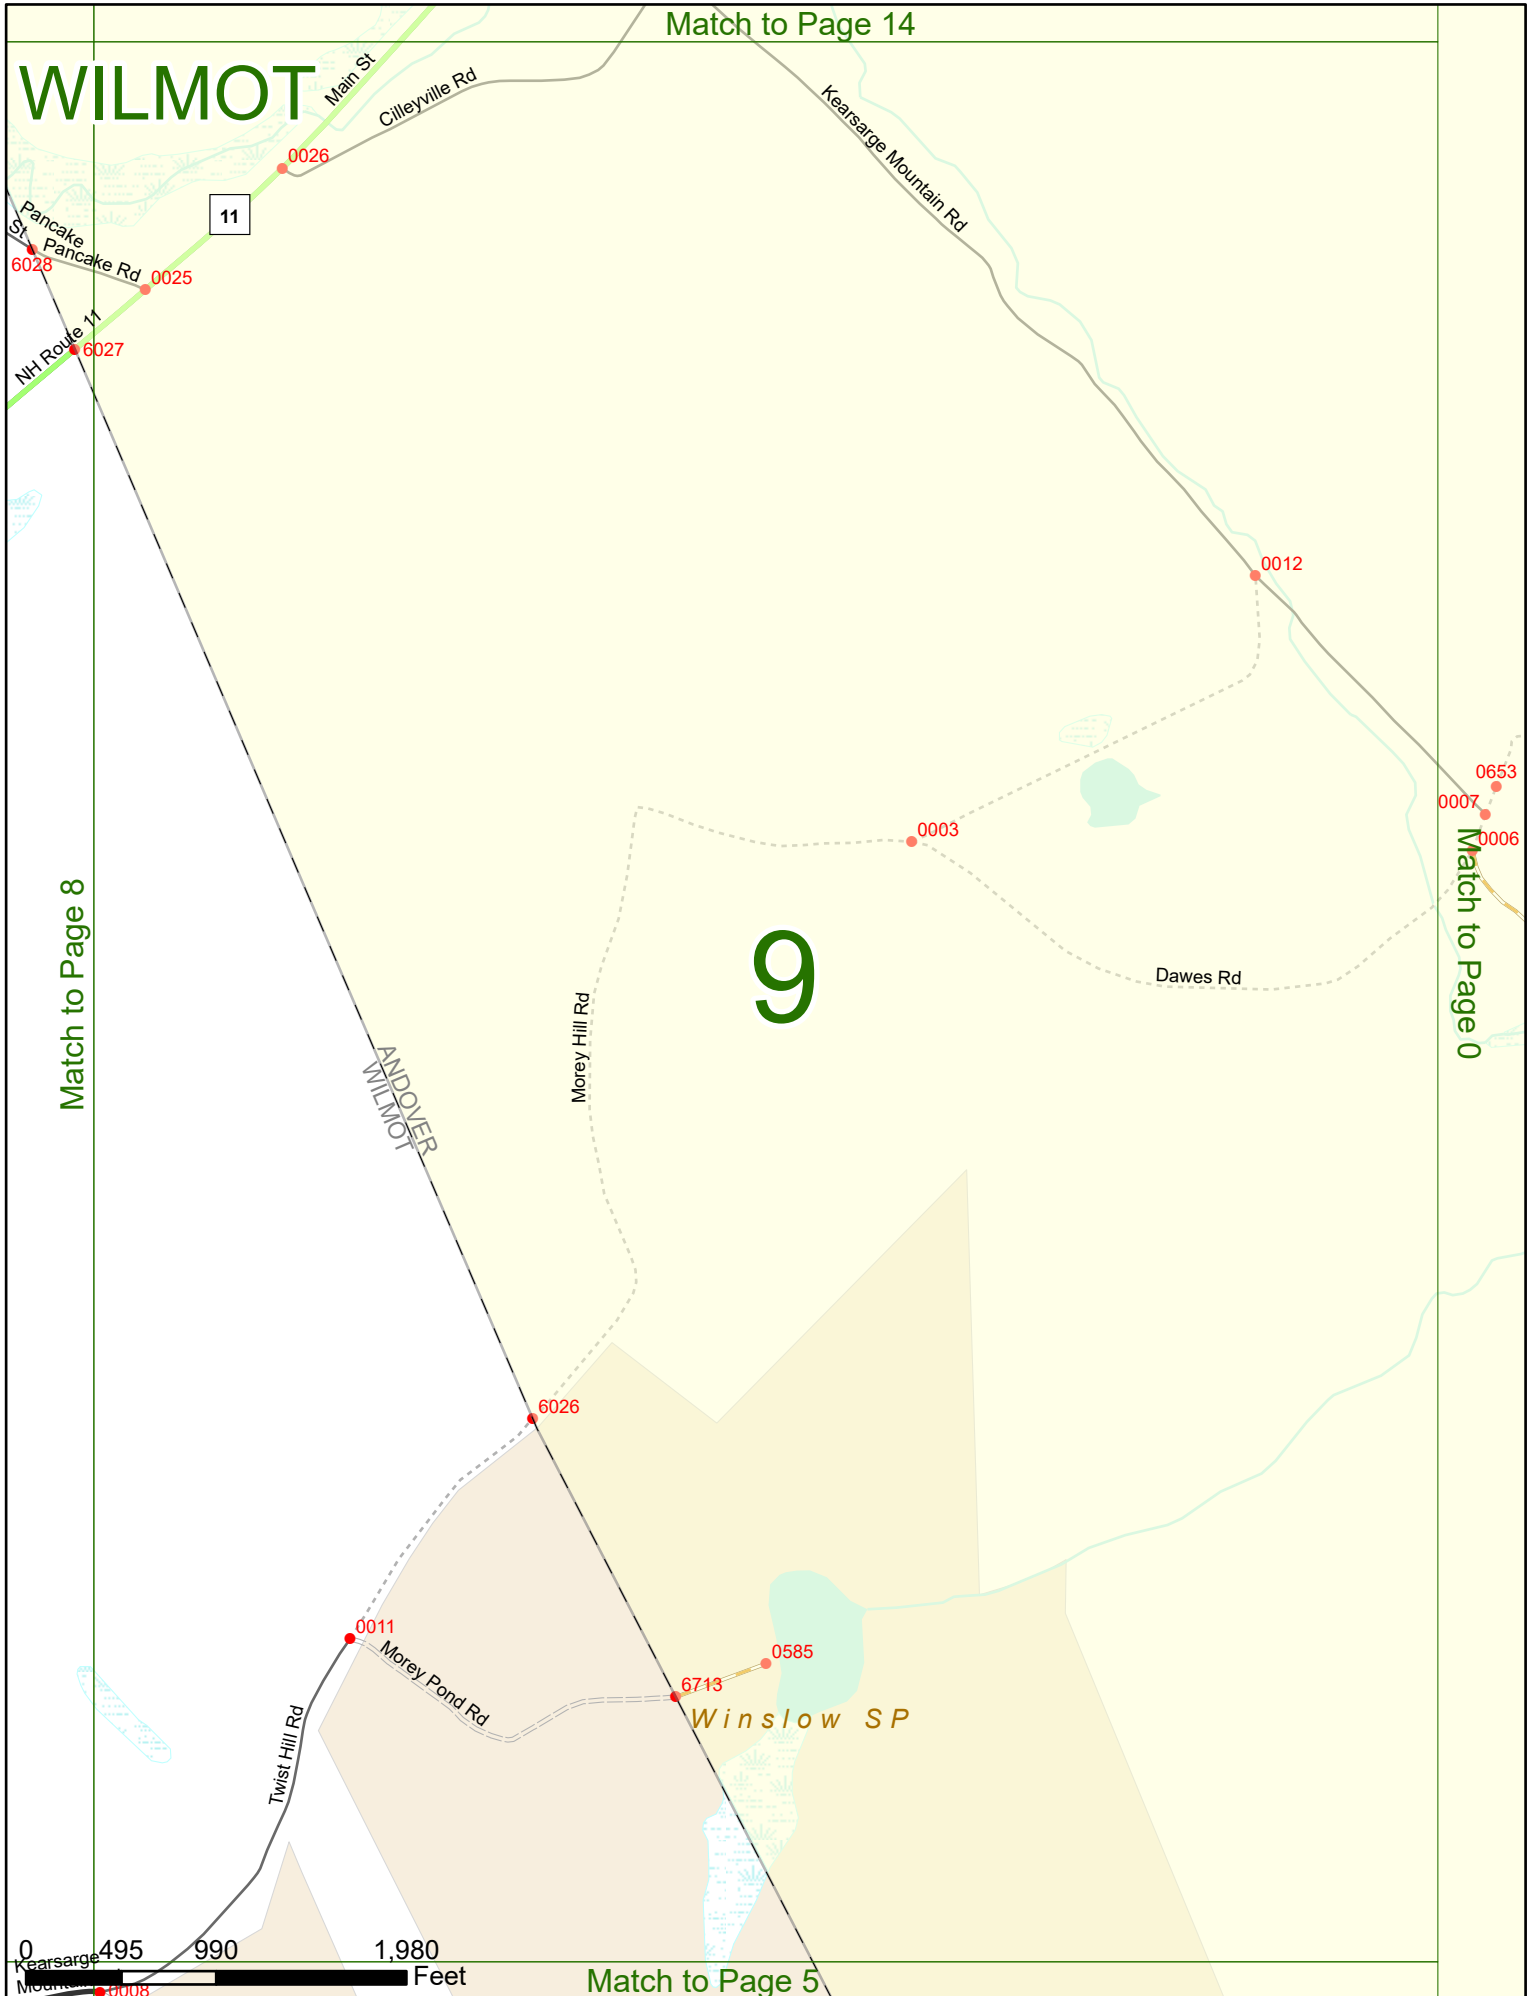 Match to Page 14
WILMOT
Main St
Cilleyville Rd
Kearsarge Mountain Rd
0026
11
Pancake
St
Pancake Rd
6028
0025
NH Route 11
6027
0012
0653
0007
0006
0003
Match to Page 8
9
Match to Page 0
Dawes Rd
Morey Hill Rd
ANDOVER
WILMOT
6026
0011
Morey Pond Rd
0585
6713
Winslow SP
Twist Hill Rd
0 495 990 1,980
Feet
Kearsarge
Mountain
0008
Match to Page 5